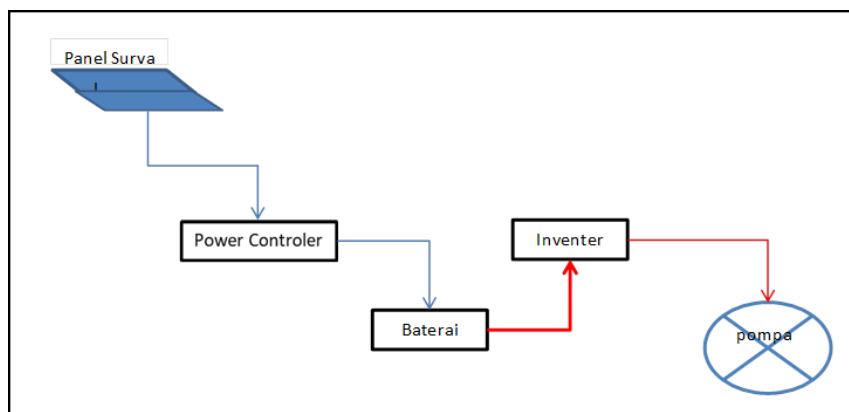 Panel Surva
Power Controler
Inventer
Baterai
pompa